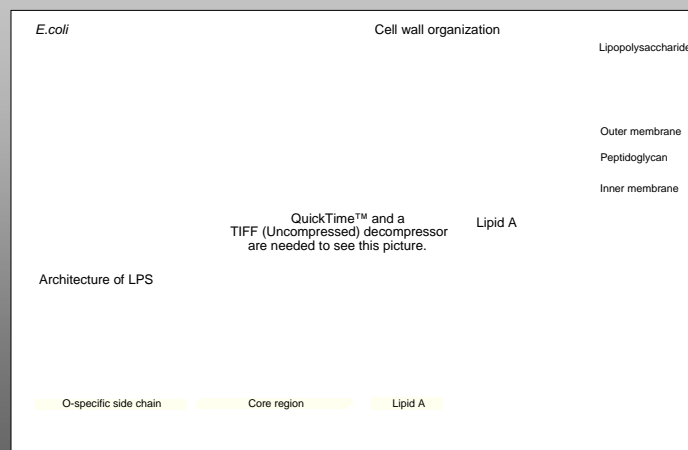 E.coli
Cell wall organization
Lipopolysaccharide
Outer membrane
Peptidoglycan
Inner membrane
QuickTime™ and a
TIFF (Uncompressed) decompressor
are needed to see this picture.
Lipid A
Architecture of LPS
O-specific side chain
Core region
Lipid A